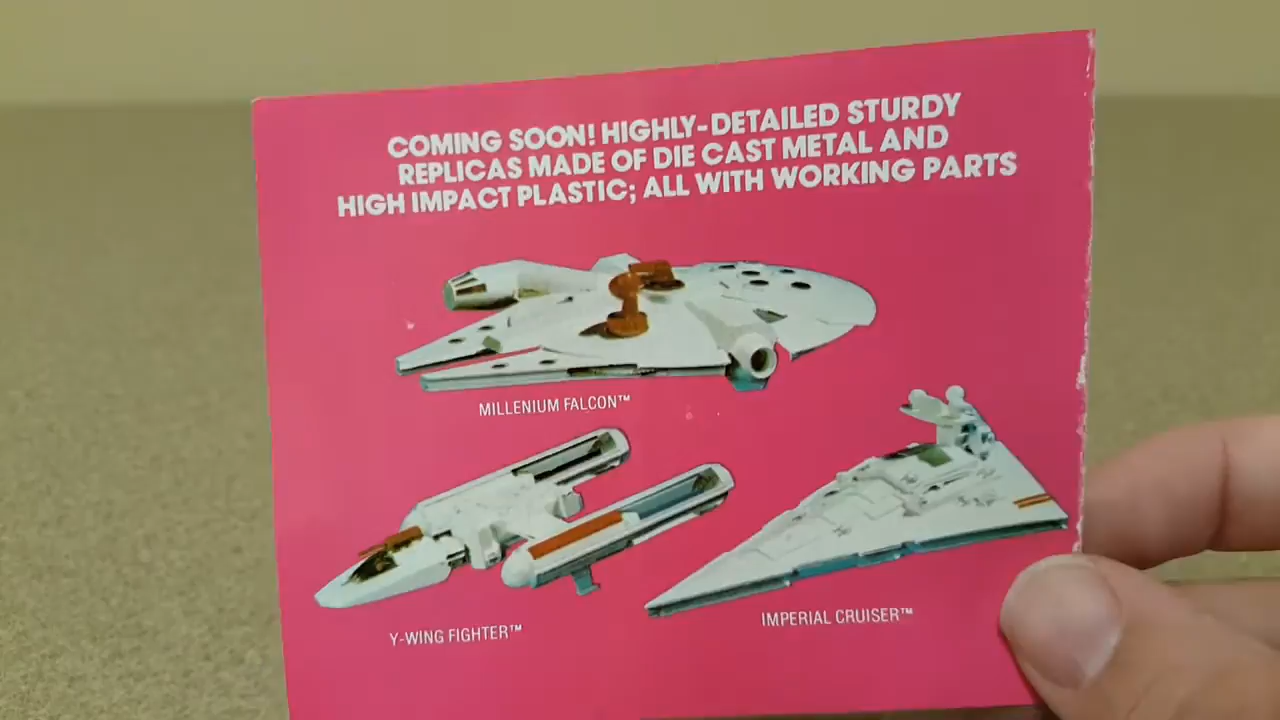 COMING SOON! HIGHLY-DETAILED STURDY
REPLICAS MADE OF DIE CAST METAL AND
HIGH IMPACT PLASTIC; ALL WITH WORKING PARTS
MILLENIUM FALCON™
Y-WING FIGHTER™
IMPERIAL CRUISER™